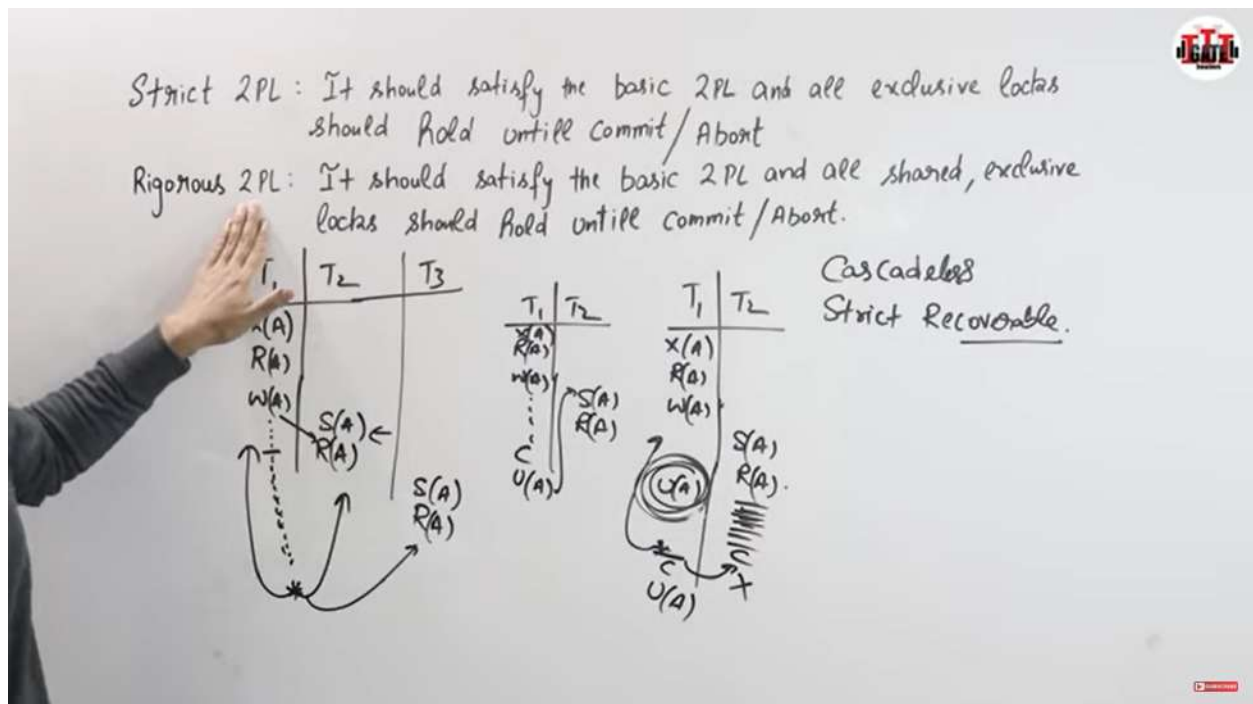 Strict 2PL : It should satisfy the basic 2PL and all exclusive locks
should hold untill Commit/Abort
Rigorous 2PL : It should satisfy the basic 2PL and all shared, exclusive
locks should hold untill commit/Abort.
T1 T2 T3
(A)
R(A)
W(A)
S(A)
R(A)
S(A)
R(A)
T1 T2
X(A)
R(A)
W(A)
S(A)
R(A)
C
U(A)
T1 T2
X(A)
R(A)
W(A)
S(A)
U(A) R(A).
C
C
U(A)
Cascadeless
Strict Recoverable.
GATE
SUBSCRIBE